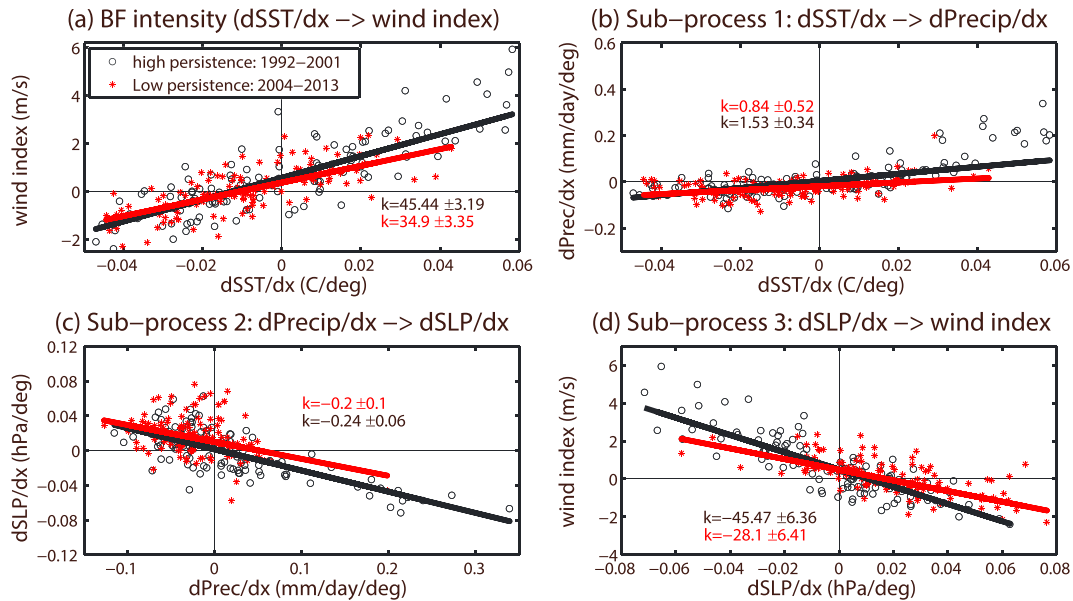 (a) BF intensity (dSST/dx −> wind index)
wind index (m/s)
6
4
2
0
−2
high persistence: 1992−2001
Low persistence: 2004−2013
k=45.44 ±3.19
k=34.9 ±3.35
−0.04
−0.02
0
0.02
0.04
0.06
dSST/dx (C/deg)
(b) Sub−process 1: dSST/dx −> dPrecip/dx
dPrec/dx (mm/day/deg)
0.6
0.4
0.2
0
−0.2
k=0.84 ±0.52
k=1.53 ±0.34
−0.04
−0.02
0
0.02
0.04
0.06
dSST/dx (C/deg)
(c) Sub−process 2: dPrecip/dx −> dSLP/dx
dSLP/dx (hPa/deg)
0.12
0.08
0.04
0
−0.04
−0.08
−0.12
k=−0.2 ±0.1
k=−0.24 ±0.06
−0.1
0
0.1
0.2
0.3
dPrec/dx (mm/day/deg)
(d) Sub−process 3: dSLP/dx −> wind index
wind index (m/s)
6
4
2
0
−2
−4
k=−45.47 ±6.36
k=−28.1 ±6.41
−0.08
−0.06
−0.04
−0.02
0
0.02
0.04
0.06
0.08
dSLP/dx (hPa/deg)